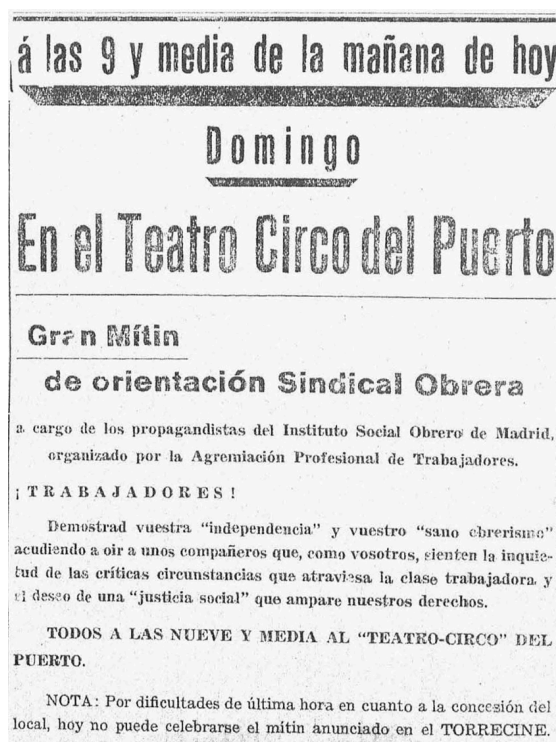 á las 9 y media de la mañana de hoy
Domingo
En el Teatro Circo del Puerto
Gran Mítin
de orientación Sindical Obrera
a cargo de los propagandistas del Instituto Social Obrero de Madrid,
organizado por la Agremiación Profesional de Trabajadores.
¡TRABAJADORES!
Demostrad vuestra "independencia" y vuestro "sano obrerismo"
acudiendo a oir a unos compañeros que, como vosotros, sienten la inquie-
tud de las críticas circunstancias que atraviesa la clase trabajadora y
el deseo de una "justicia social" que ampare nuestros derechos.
TODOS A LAS NUEVE Y MEDIA AL "TEATRO-CIRCO" DEL
PUERTO.
NOTA: Por dificultades de última hora en cuanto a la concesión del
local, hoy no puede celebrarse el mitin anunciado en el TORRECINE.